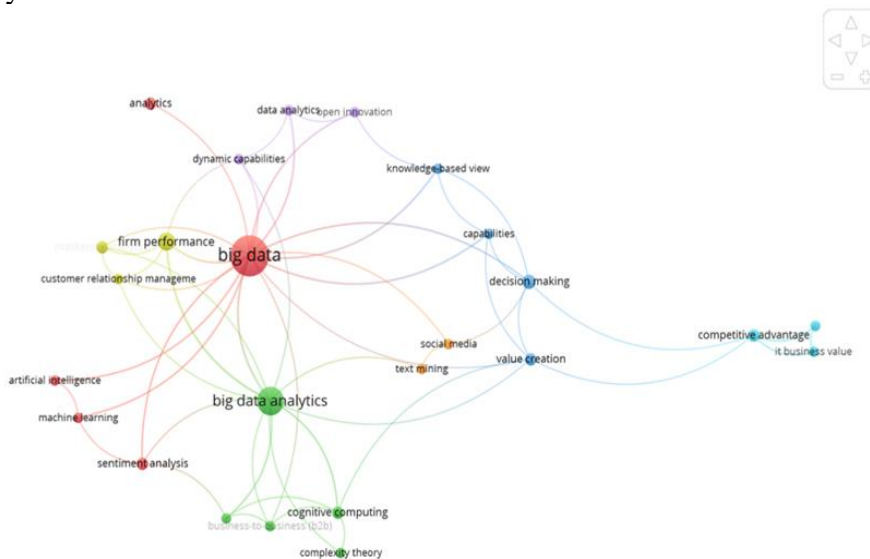 y
analytics
data analytics
open innovation
dynamic capabilities
knowledge-based view
firm performance
capabilities
big data
customer relationship manageme
decision making
competitive advantage
social media
it business value
value creation
text mining
artificial intelligence
big data analytics
machine learning
sentiment analysis
cognitive computing
business-to-business (b2b)
complexity theory